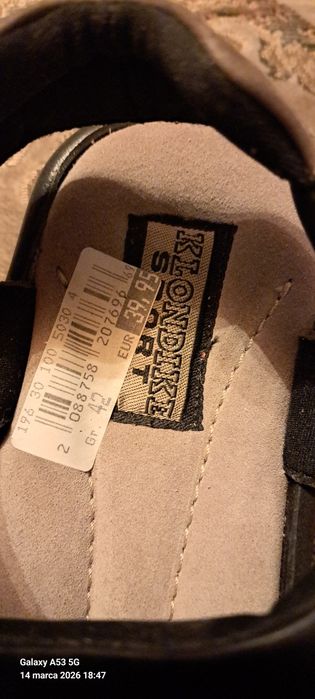 KLONDIKE
SPORT
196 30 100 5030 4
2 088758 207696
EUR 39,95
Gr. 42
Galaxy A53 5G
14 marca 2026 18:47